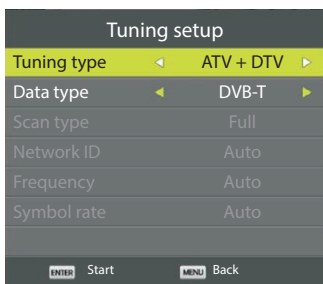 Tuning setup
Tuning type ATV + DTV
Data type DVB-T
Scan type Full
Network ID Auto
Frequency Auto
Symbol rate Auto
ENTER Start MENU Back